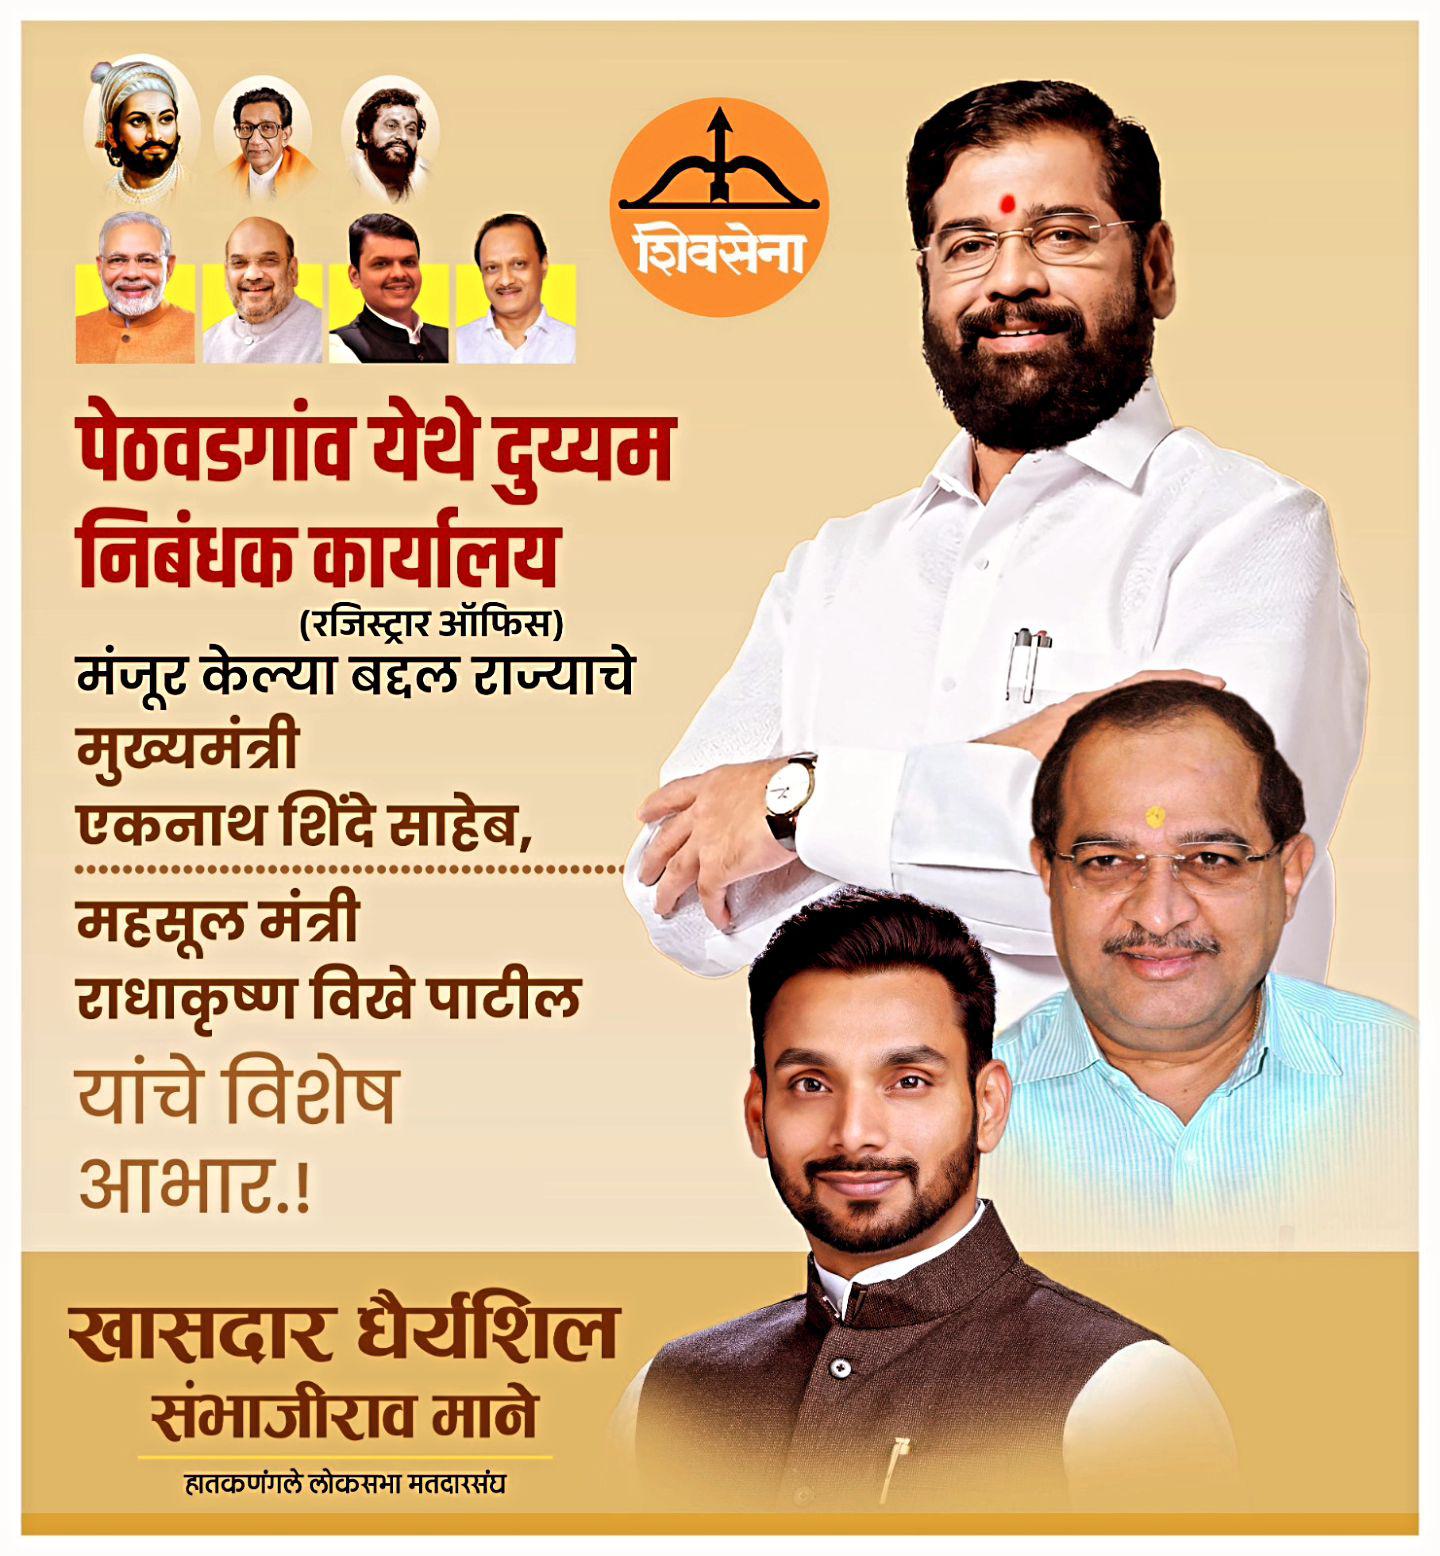 शिवसेना
पेठवडगांव येथे दुय्यम
निबंधक कार्यालय
(रजिस्ट्रार ऑफिस)
मंजूर केल्या बद्दल राज्याचे
मुख्यमंत्री
एकनाथ शिंदे साहेब,
महसूल मंत्री
राधाकृष्ण विखे पाटील
यांचे विशेष
आभार.!
खासदार धैर्यशिल
संभाजीराव माने
हातकणंगले लोकसभा मतदारसंघ